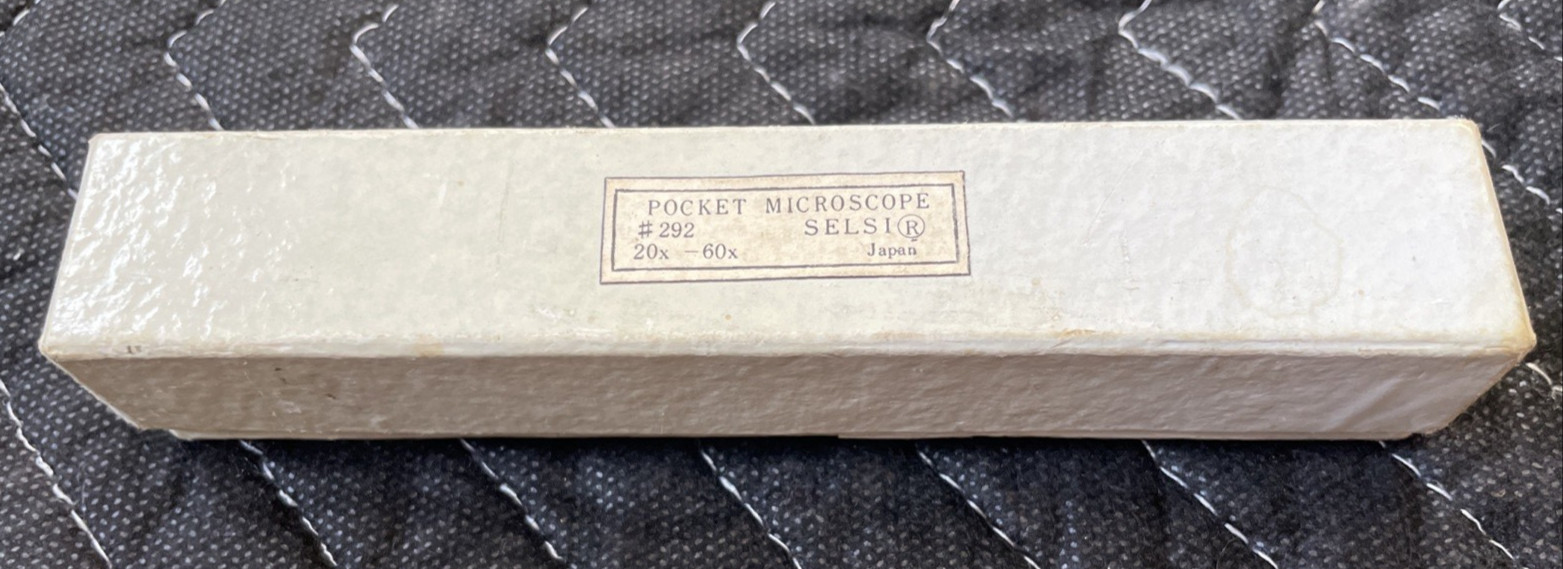 POCKET MICROSCOPE
#292 SELSI®
20x -60x Japan